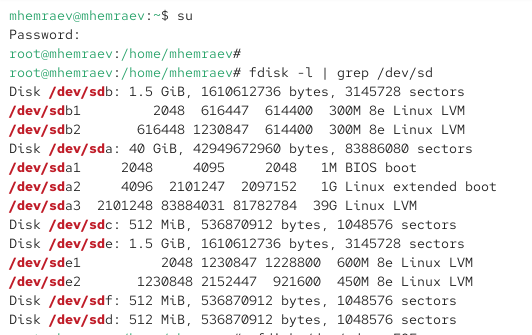 mhemraev@mhemraev:~$ su
Password:
root@mhemraev:/home/mhemraev#
root@mhemraev:/home/mhemraev# fdisk -l | grep /dev/sd
Disk /dev/sdb: 1.5 GiB, 1610612736 bytes, 3145728 sectors
/dev/sdb1         2048  616447  614400  300M 8e Linux LVM
/dev/sdb2       616448 1230847  614400  300M 8e Linux LVM
Disk /dev/sda: 40 GiB, 42949672960 bytes, 83886080 sectors
/dev/sda1     2048     4095     2048   1M BIOS boot
/dev/sda2     4096  2101247  2097152   1G Linux extended boot
/dev/sda3  2101248 83884031 81782784  39G Linux LVM
Disk /dev/sdc: 512 MiB, 536870912 bytes, 1048576 sectors
Disk /dev/sde: 1.5 GiB, 1610612736 bytes, 3145728 sectors
/dev/sde1          2048 1230847 1228800  600M 8e Linux LVM
/dev/sde2       1230848 2152447  921600  450M 8e Linux LVM
Disk /dev/sdf: 512 MiB, 536870912 bytes, 1048576 sectors
Disk /dev/sdd: 512 MiB, 536870912 bytes, 1048576 sectors